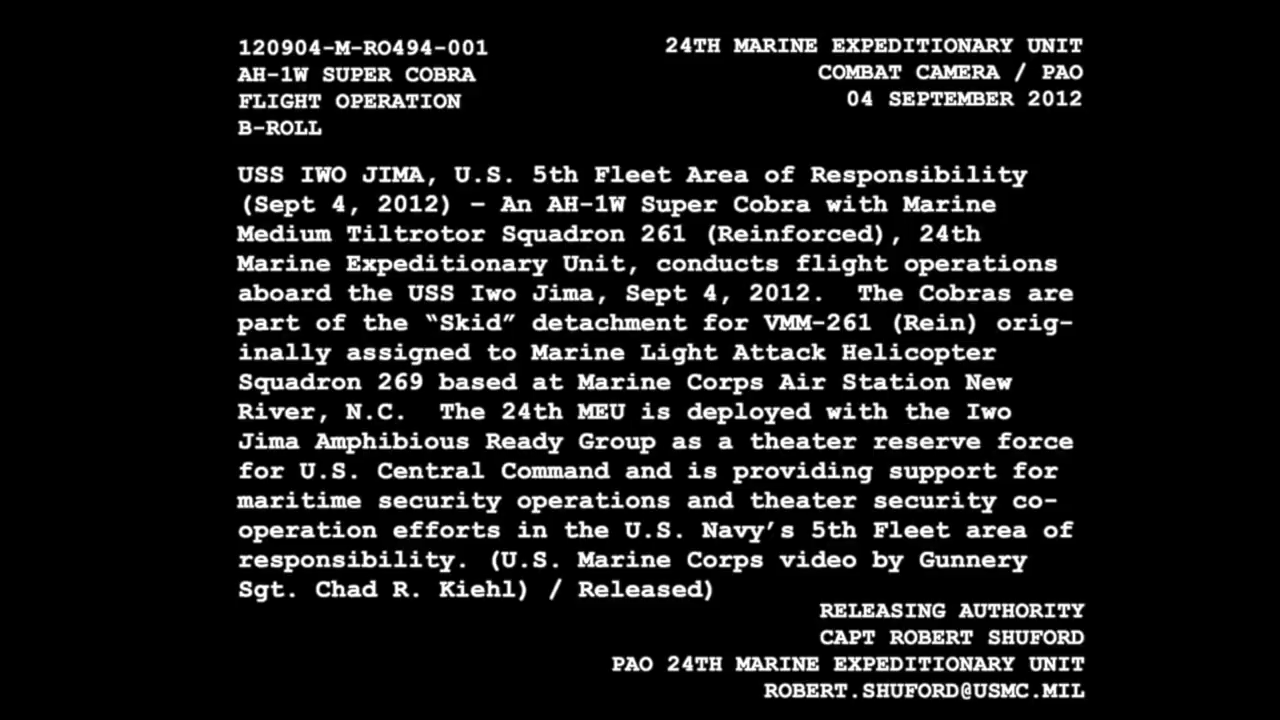 120904-M-RO494-001
AH-1W SUPER COBRA
FLIGHT OPERATION
B-ROLL
24TH MARINE EXPEDITIONARY UNIT
COMBAT CAMERA / PAO
04 SEPTEMBER 2012
USS IWO JIMA, U.S. 5th Fleet Area of Responsibility
(Sept 4, 2012) – An AH-1W Super Cobra with Marine
Medium Tiltrotor Squadron 261 (Reinforced), 24th
Marine Expeditionary Unit, conducts flight operations
aboard the USS Iwo Jima, Sept 4, 2012.  The Cobras are
part of the “Skid” detachment for VMM-261 (Rein) orig-
inally assigned to Marine Light Attack Helicopter
Squadron 269 based at Marine Corps Air Station New
River, N.C.  The 24th MEU is deployed with the Iwo
Jima Amphibious Ready Group as a theater reserve force
for U.S. Central Command and is providing support for
maritime security operations and theater security co-
operation efforts in the U.S. Navy’s 5th Fleet area of
responsibility. (U.S. Marine Corps video by Gunnery
Sgt. Chad R. Kiehl) / Released)
RELEASING AUTHORITY
CAPT ROBERT SHUFORD
PAO 24TH MARINE EXPEDITIONARY UNIT
ROBERT.SHUFORD@USMC.MIL